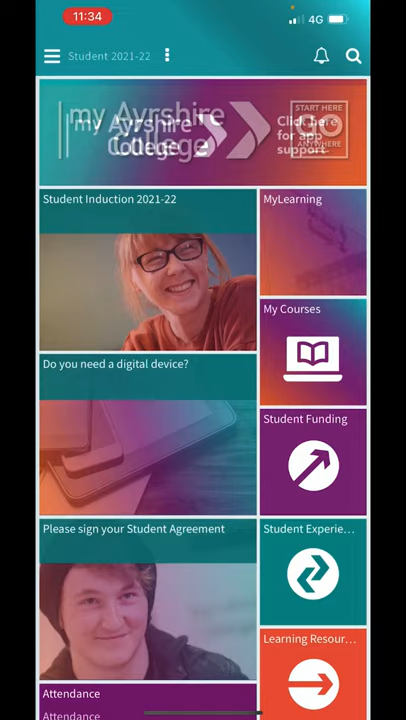 11:34
4G
Student 2021-22
my Ayrshire
College
Click here
for app
support
START HERE
go
ANYWHERE
Student Induction 2021-22
MyLearning
My Courses
Do you need a digital device?
Student Funding
Please sign your Student Agreement
Student Experie...
Learning Resour...
Attendance
Attendance